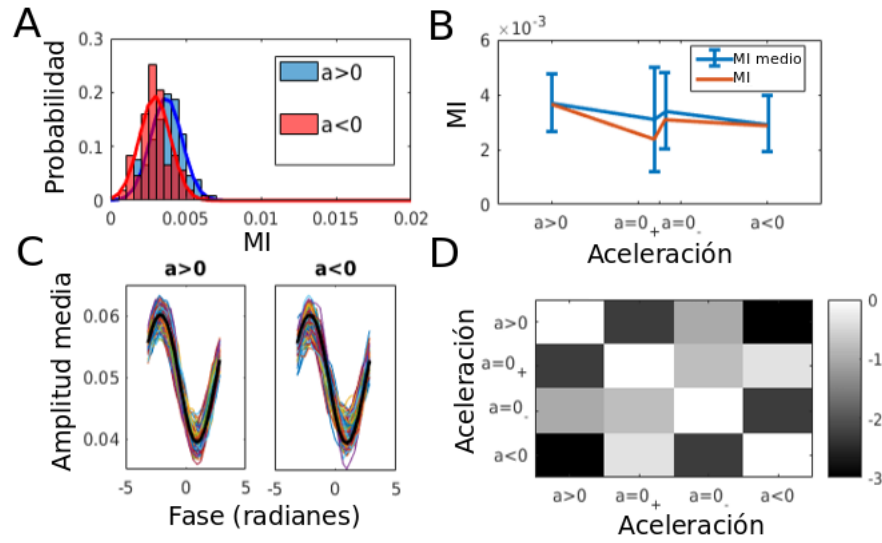 A
Probabilidad
0.3
0.2
0.1
0
a>0
a<0
0
0.005
0.01
0.015
0.02
MI
B
×10⁻³
MI
6
4
2
0
MI medio
MI
a>0
a=0₊
a=0₋
a<0
Aceleración
C
Amplitud media
a>0
a<0
0.06
0.05
0.04
-5
0
5
-5
0
5
Fase (radianes)
D
Aceleración
a>0
a=0₊
a=0₋
a<0
a>0
a=0₊
a=0₋
a<0
Aceleración
0
-1
-2
-3